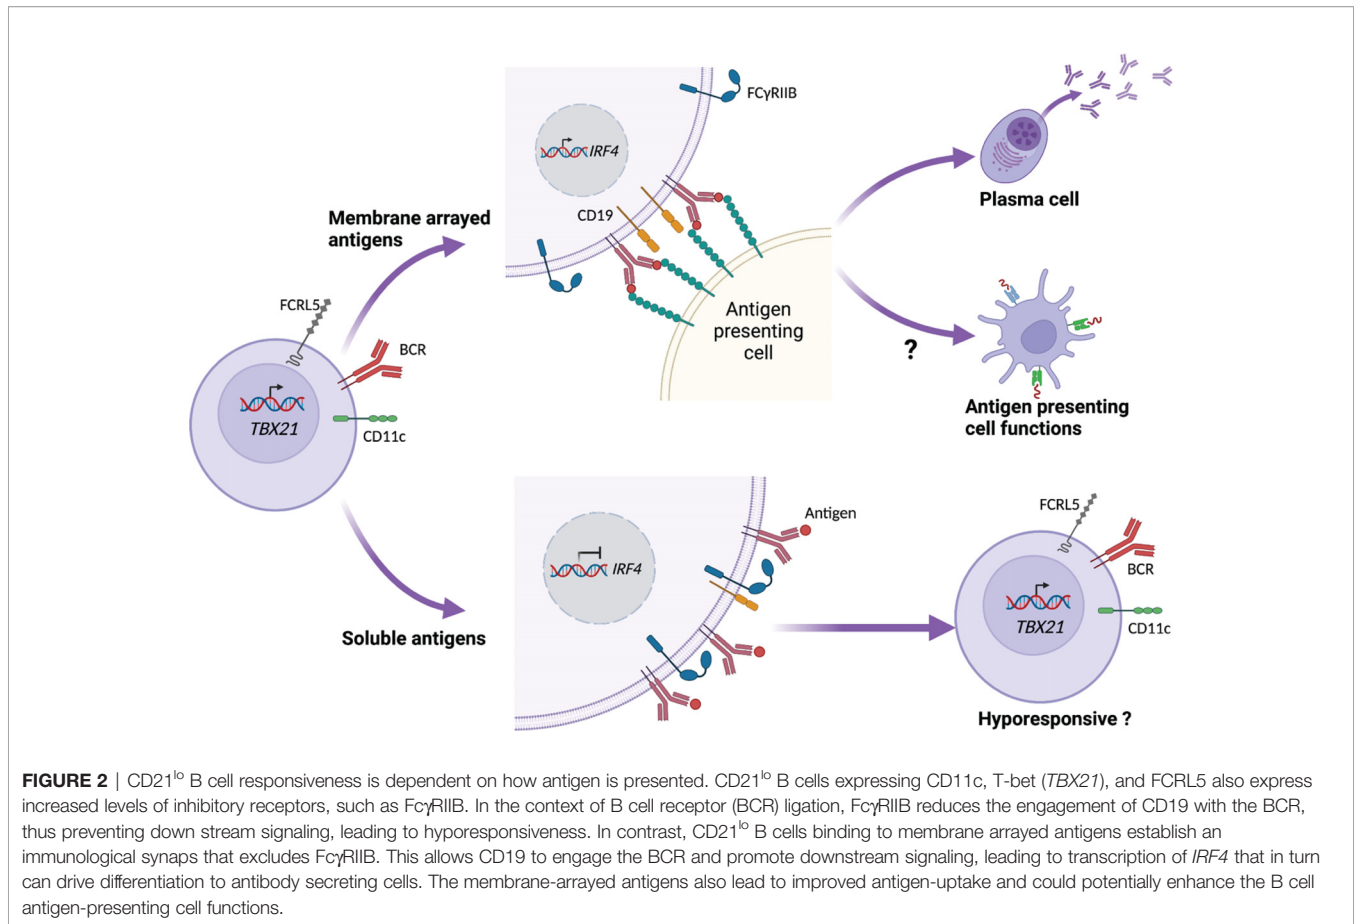 FCγRIIB
IRF4
CD19
Membrane arrayed
antigens
Plasma cell
FCRL5
BCR
TBX21
CD11c
Antigen
presenting
cell
?
Antigen presenting
cell functions
Antigen
IRF4
Soluble antigens
FCRL5
BCR
TBX21
CD11c
Hyporesponsive ?
FIGURE 2 | CD21lo B cell responsiveness is dependent on how antigen is presented. CD21lo B cells expressing CD11c, T-bet (TBX21), and FCRL5 also express
increased levels of inhibitory receptors, such as FcγRIIB. In the context of B cell receptor (BCR) ligation, FcγRIIB reduces the engagement of CD19 with the BCR,
thus preventing down stream signaling, leading to hyporesponsiveness. In contrast, CD21lo B cells binding to membrane arrayed antigens establish an
immunological synaps that excludes FcγRIIB. This allows CD19 to engage the BCR and promote downstream signaling, leading to transcription of IRF4 that in turn
can drive differentiation to antibody secreting cells. The membrane-arrayed antigens also lead to improved antigen-uptake and could potentially enhance the B cell
antigen-presenting cell functions.